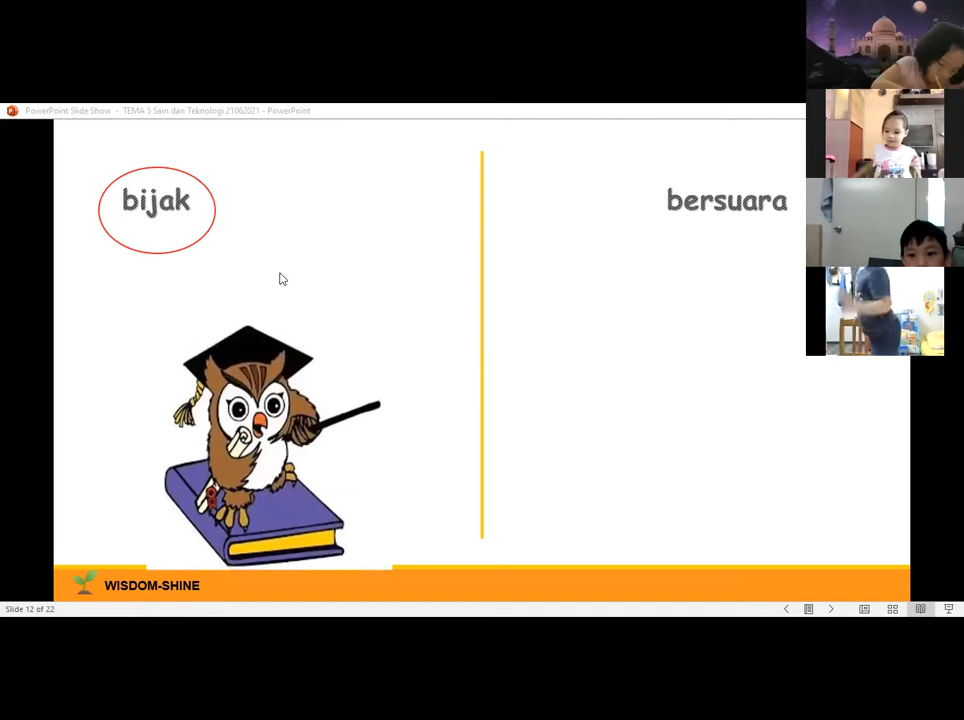 PowerPoint Slide Show - TEMA 5 Sain dan Teknologi 21062021 - PowerPoint
bijak
bersuara
WISDOM-SHINE
Slide 12 of 22